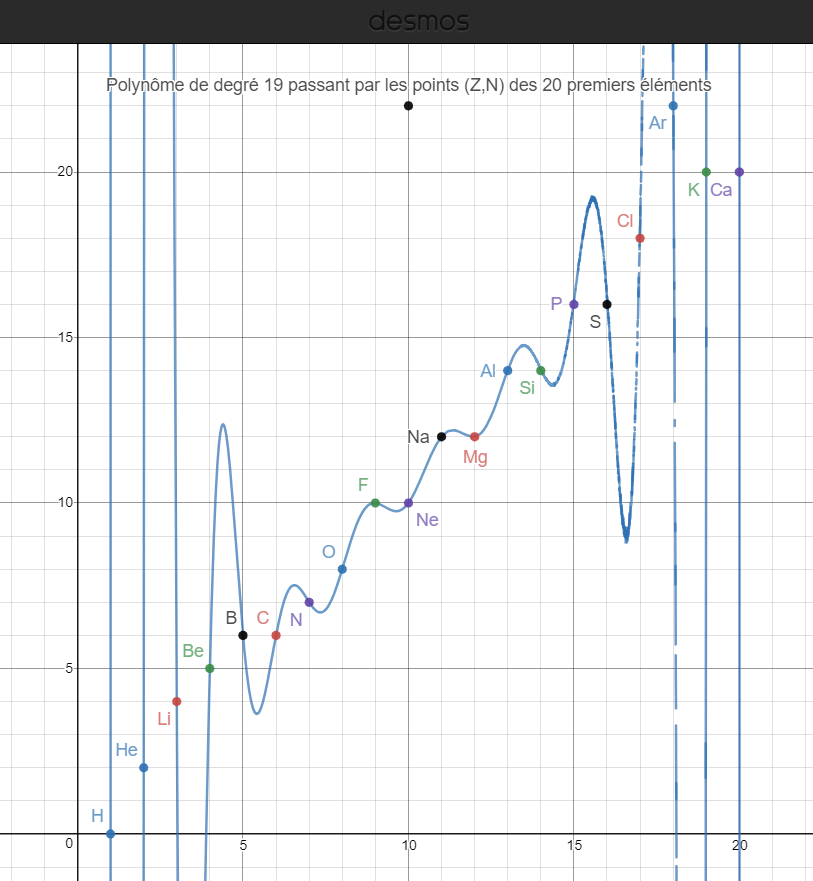 desmos
Polynôme de degré 19 passant par les points (Z,N) des 20 premiers éléments
Ar
20
K
Ca
Cl
P
S
15
Al
Si
Na
Mg
F
10
Ne
O
B
C
N
Be
5
Li
He
H
0
5
10
15
20